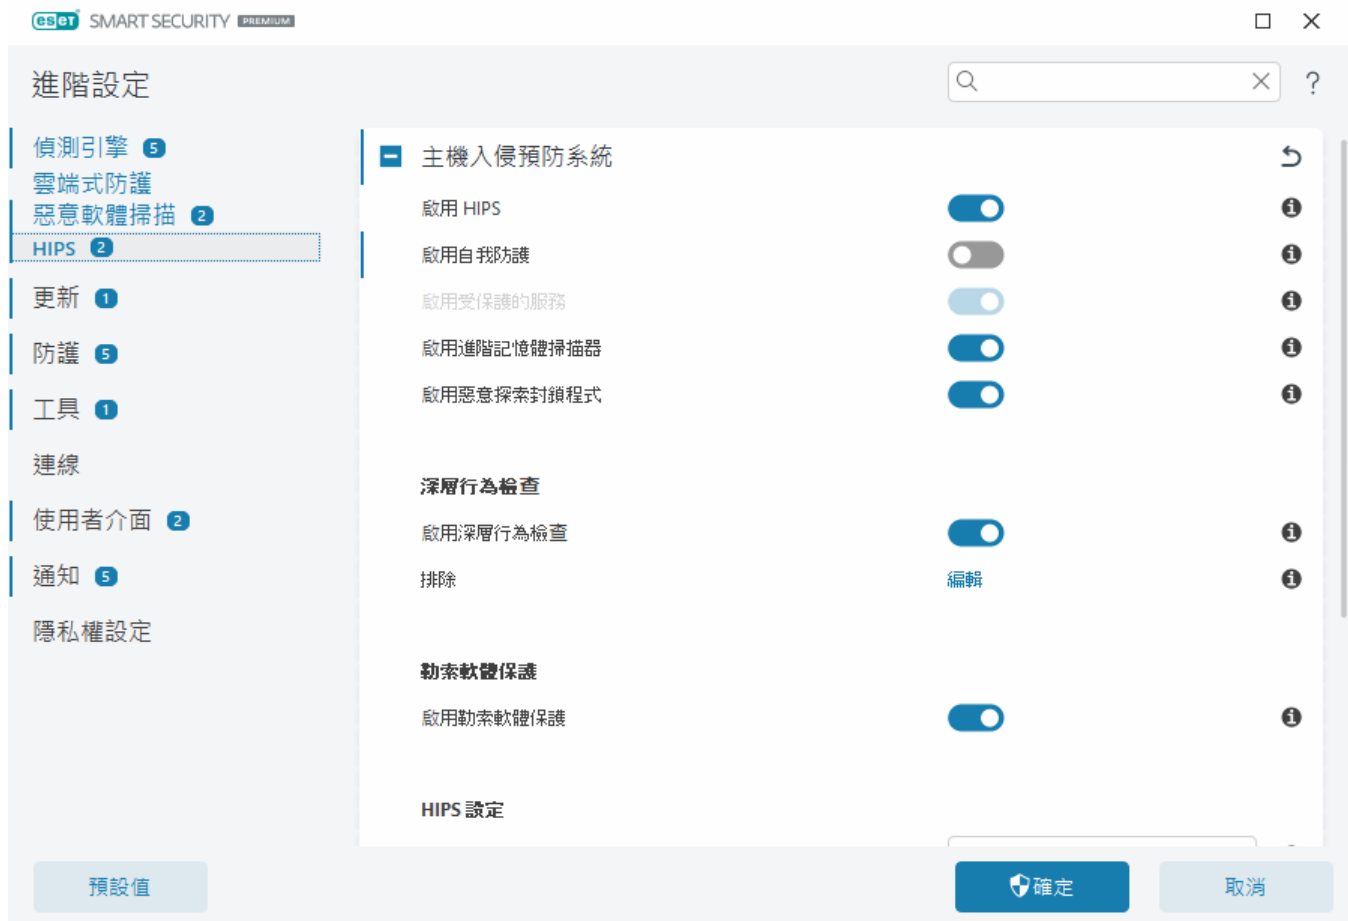 eset SMART SECURITY PREMIUM
進階設定
?
偵測引擎 5
雲端式防護
惡意軟體掃描 2
HIPS 2
更新 1
防護 5
工具 1
連線
使用者介面 2
通知 5
隱私權設定
主機入侵預防系統
啟用 HIPS
啟用自我防護
啟用受保護的服務
啟用進階記憶體掃描器
啟用惡意探索封鎖程式
深層行為檢查
啟用深層行為檢查
排除 編輯
勒索軟體保護
啟用勒索軟體保護
HIPS 設定
預設值 確定 取消